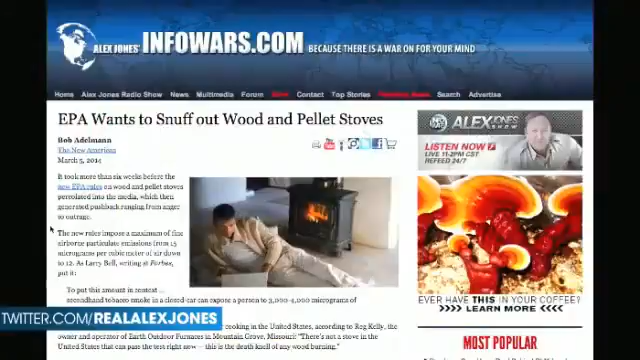 ALEX JONES' INFOWARS.COM BECAUSE THERE IS A WAR ON FOR YOUR MIND
Home Alex Jones Radio Show News Multimedia Forum Contact Top Stories Search Advertise
EPA Wants to Snuff out Wood and Pellet Stoves
Bob Adelmann
The New American
March 5, 2014
It took more than six weeks before the
new EPA rules on wood and pellet stoves
percolated into the media, which then
generated pushback ranging from anger
to outrage.
The new rules impose a maximum of fine
airborne particulate emissions from 15
micrograms per cubic meter of air down
to 12. As Larry Bell, writing at Forbes,
put it:
To put this amount in context
secondhand tobacco smoke in a closed car can expose a person to 3,000-4,000 micrograms of
in the United States, according to Reg Kelly, the
owner and operator of Earth Outdoor Furnaces in Mountain Grove, Missouri: "There's not a stove in the
United States that can pass the test right now — this is the death knell of any wood burning."
ALEX JONES
SHOW
LISTEN NOW
LIVE 11-2PM CST
REFEED 24/7
EVER HAVE THIS IN YOUR COFFEE?
LEARN MORE
MOST POPULAR
TWITTER.COM/REALALEXJONES